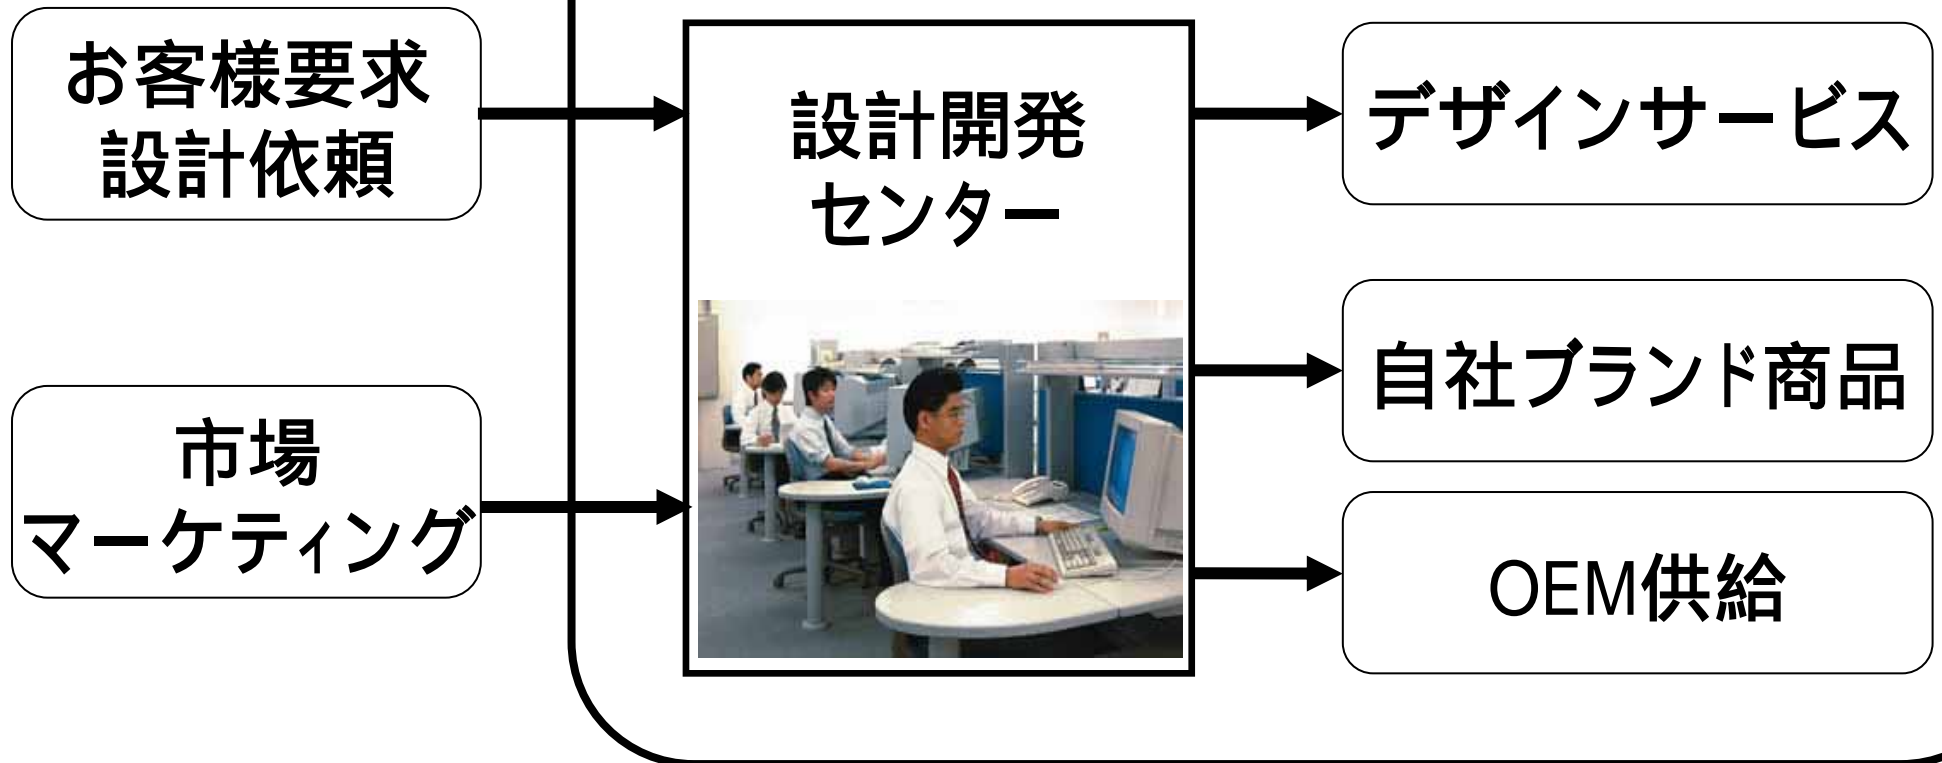 お客様要求
設計依頼
市場
マーケティング
設計開発
センター
デザインサービス
自社ブランド商品
OEM供給